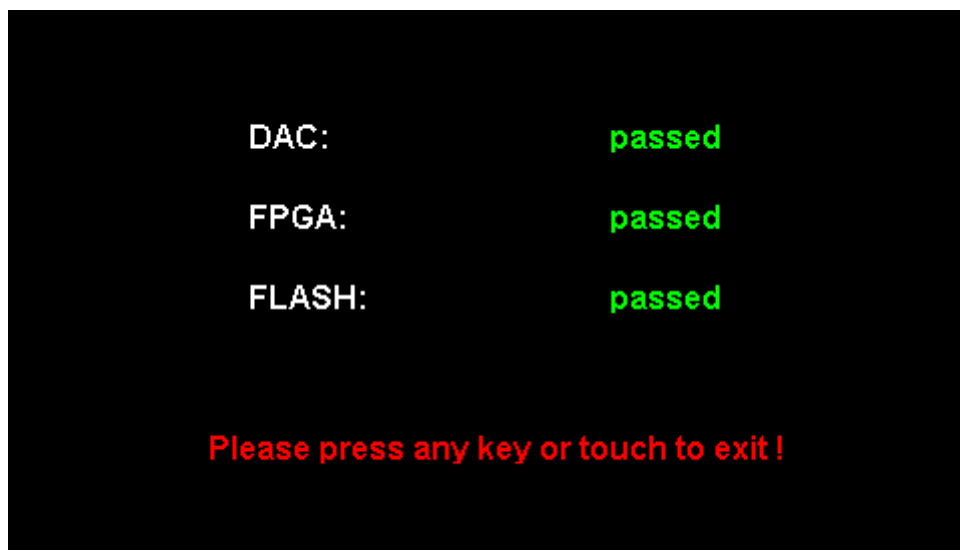 DAC: passed
FPGA: passed
FLASH: passed
Please press any key or touch to exit !